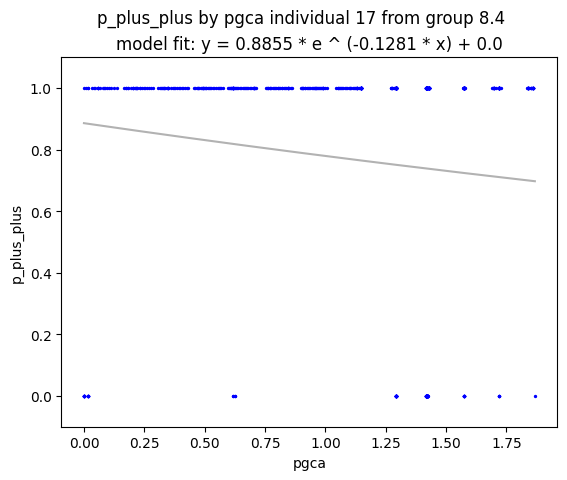 p_plus_plus by pgca individual 17 from group 8.4
model fit: y = 0.8855 * e ^ (-0.1281 * x) + 0.0
1.0
0.8
0.6
0.4
0.2
0.0
p_plus_plus
0.00 0.25 0.50 0.75 1.00 1.25 1.50 1.75
pgca